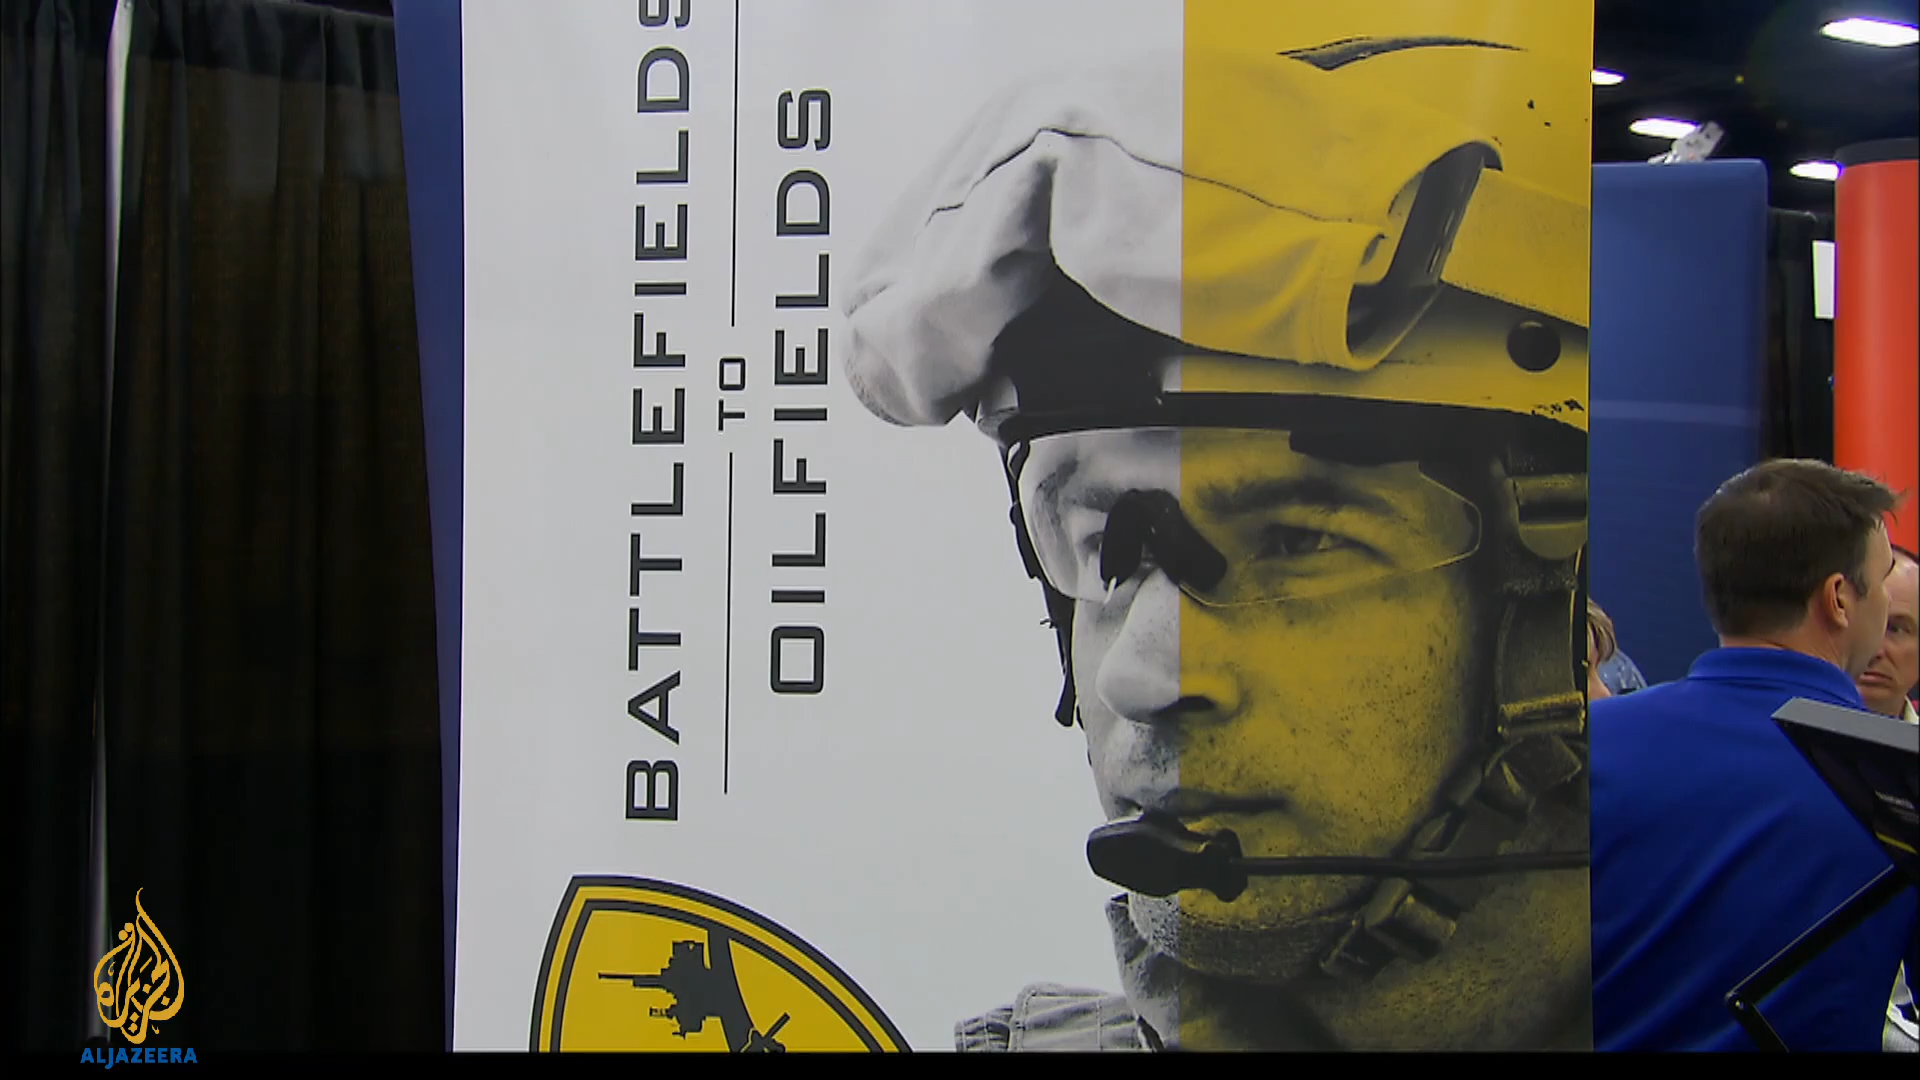 BATTLEFIELDS
TO
OILFIELDS
الجزيرة
ALJAZEERA